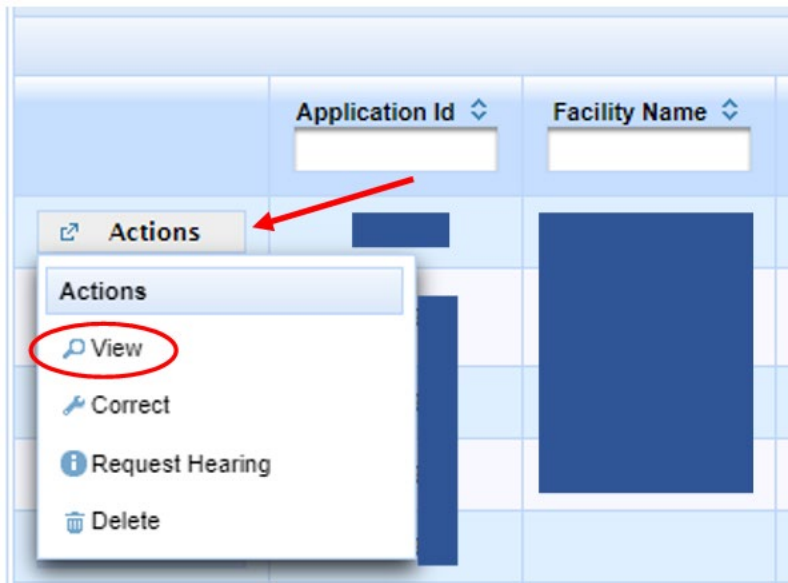 Application Id
Facility Name
Actions
Actions
View
Correct
Request Hearing
Delete